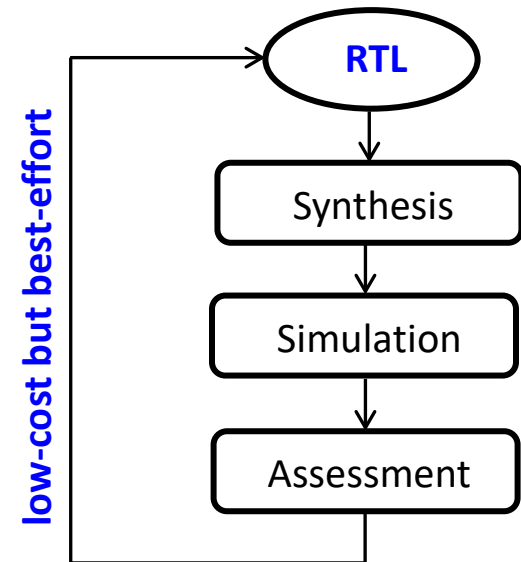 RTL
Synthesis
Simulation
Assessment
low-cost but best-effort